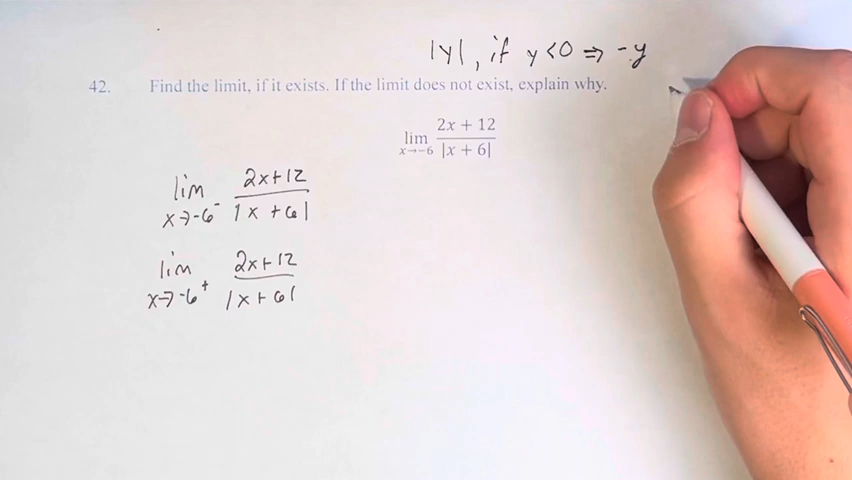 |y|, if y<0 ⇒ -y
42. Find the limit, if it exists. If the limit does not exist, explain why.
lim x→−6 2x + 12 / |x + 6|
lim x→-6⁻ 2x+12 / |x+6|
lim x→-6⁺ 2x+12 / |x+6|